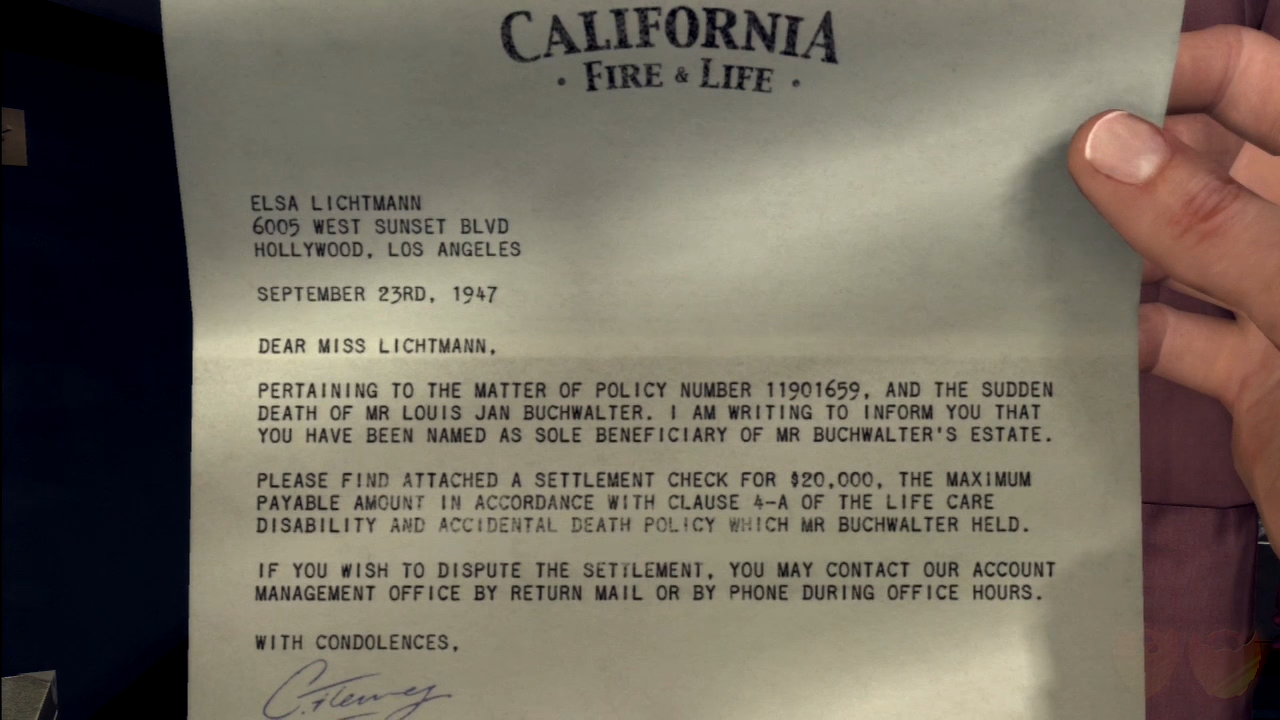 CALIFORNIA
· FIRE & LIFE ·
ELSA LICHTMANN
6005 WEST SUNSET BLVD
HOLLYWOOD, LOS ANGELES
SEPTEMBER 23RD, 1947
DEAR MISS LICHTMANN,
PERTAINING TO THE MATTER OF POLICY NUMBER 11901659, AND THE SUDDEN
DEATH OF MR LOUIS JAN BUCHWALTER. I AM WRITING TO INFORM YOU THAT
YOU HAVE BEEN NAMED AS SOLE BENEFICIARY OF MR BUCHWALTER'S ESTATE.
PLEASE FIND ATTACHED A SETTLEMENT CHECK FOR $20,000, THE MAXIMUM
PAYABLE AMOUNT IN ACCORDANCE WITH CLAUSE 4-A OF THE LIFE CARE
DISABILITY AND ACCIDENTAL DEATH POLICY WHICH MR BUCHWALTER HELD.
IF YOU WISH TO DISPUTE THE SETTLEMENT, YOU MAY CONTACT OUR ACCOUNT
MANAGEMENT OFFICE BY RETURN MAIL OR BY PHONE DURING OFFICE HOURS.
WITH CONDOLENCES,